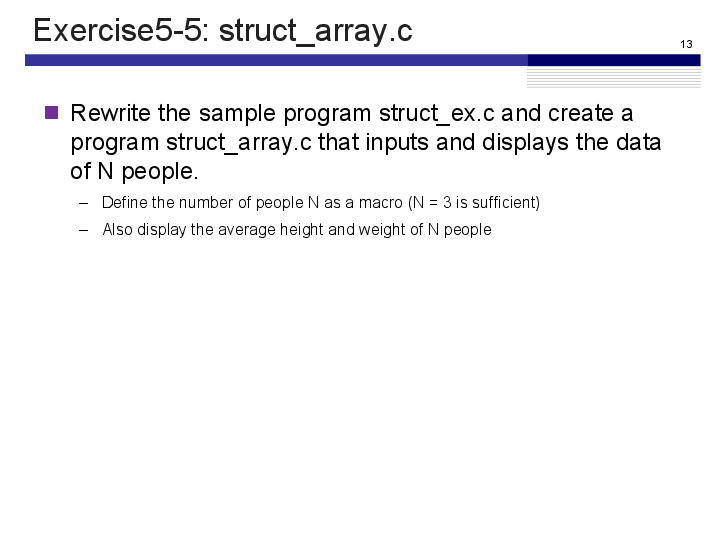 Exercise5-5: struct_array.c
13
Rewrite the sample program struct_ex.c and create a
program struct_array.c that inputs and displays the data
of N people.
– Define the number of people N as a macro (N = 3 is sufficient)
– Also display the average height and weight of N people